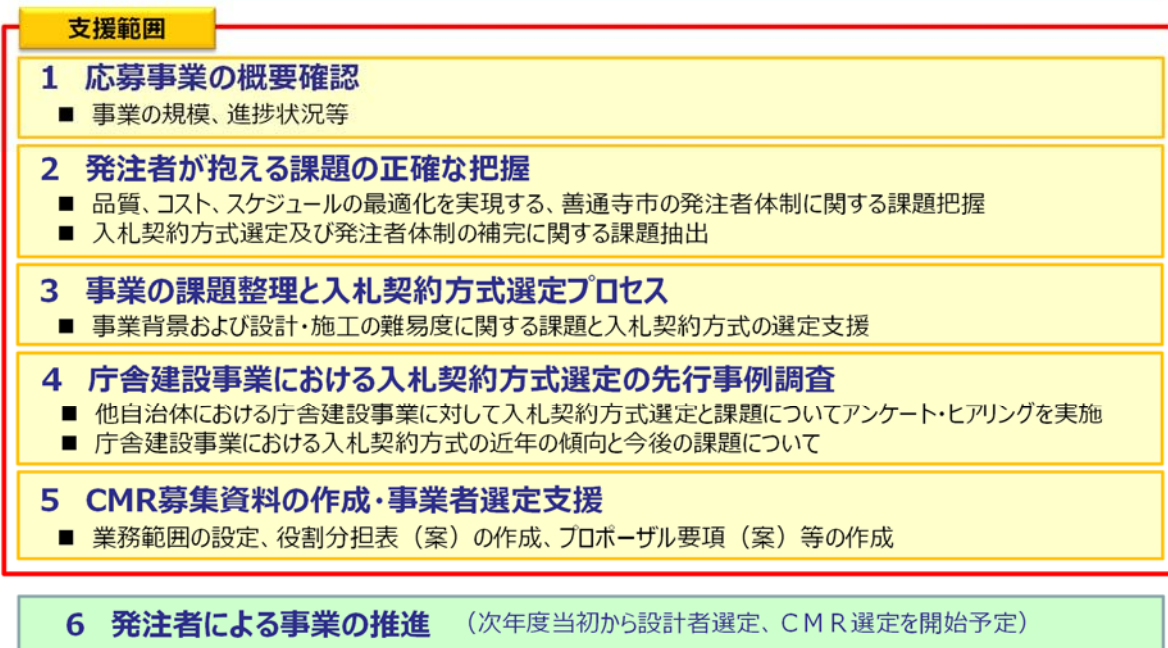 支援範囲
1 応募事業の概要確認
■ 事業の規模、進捗状況等
2 発注者が抱える課題の正確な把握
■ 品質、コスト、スケジュールの最適化を実現する、善通寺市の発注者体制に関する課題把握
■ 入札契約方式選定及び発注者体制の補完に関する課題抽出
3 事業の課題整理と入札契約方式選定プロセス
■ 事業背景および設計・施工の難易度に関する課題と入札契約方式の選定支援
4 庁舎建設事業における入札契約方式選定の先行事例調査
■ 他自治体における庁舎建設事業に対して入札契約方式選定と課題についてアンケート・ヒアリングを実施
■ 庁舎建設事業における入札契約方式の近年の傾向と今後の課題について
5 CMR募集資料の作成・事業者選定支援
■ 業務範囲の設定、役割分担表（案）の作成、プロポーザル要項（案）等の作成
6 発注者による事業の推進 （次年度当初から設計者選定、ＣＭＲ選定を開始予定）